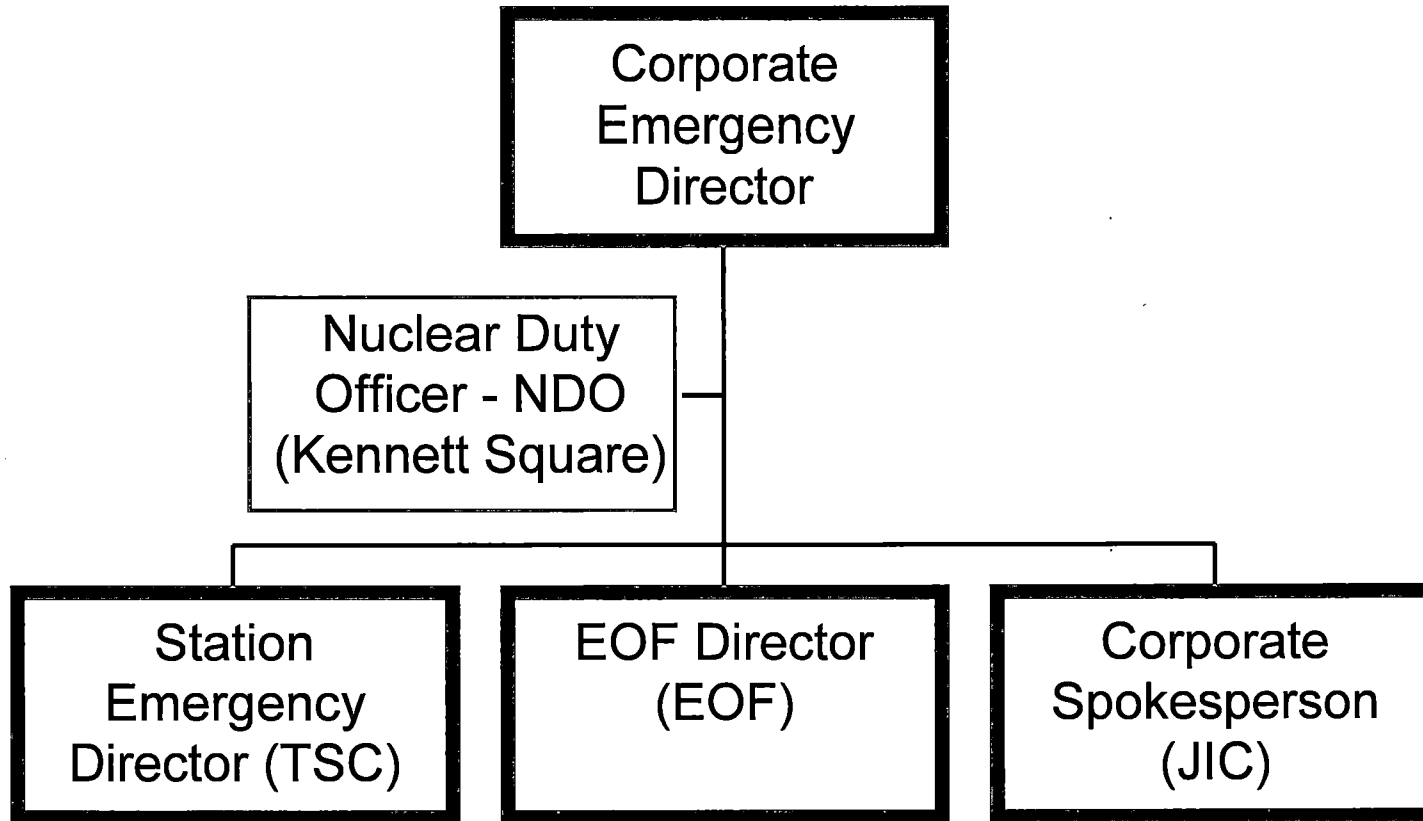 Corporate
Emergency
Director
Nuclear Duty
Officer - NDO
(Kennett Square)
Station
Emergency
Director (TSC)
EOF Director
(EOF)
Corporate
Spokesperson
(JIC)